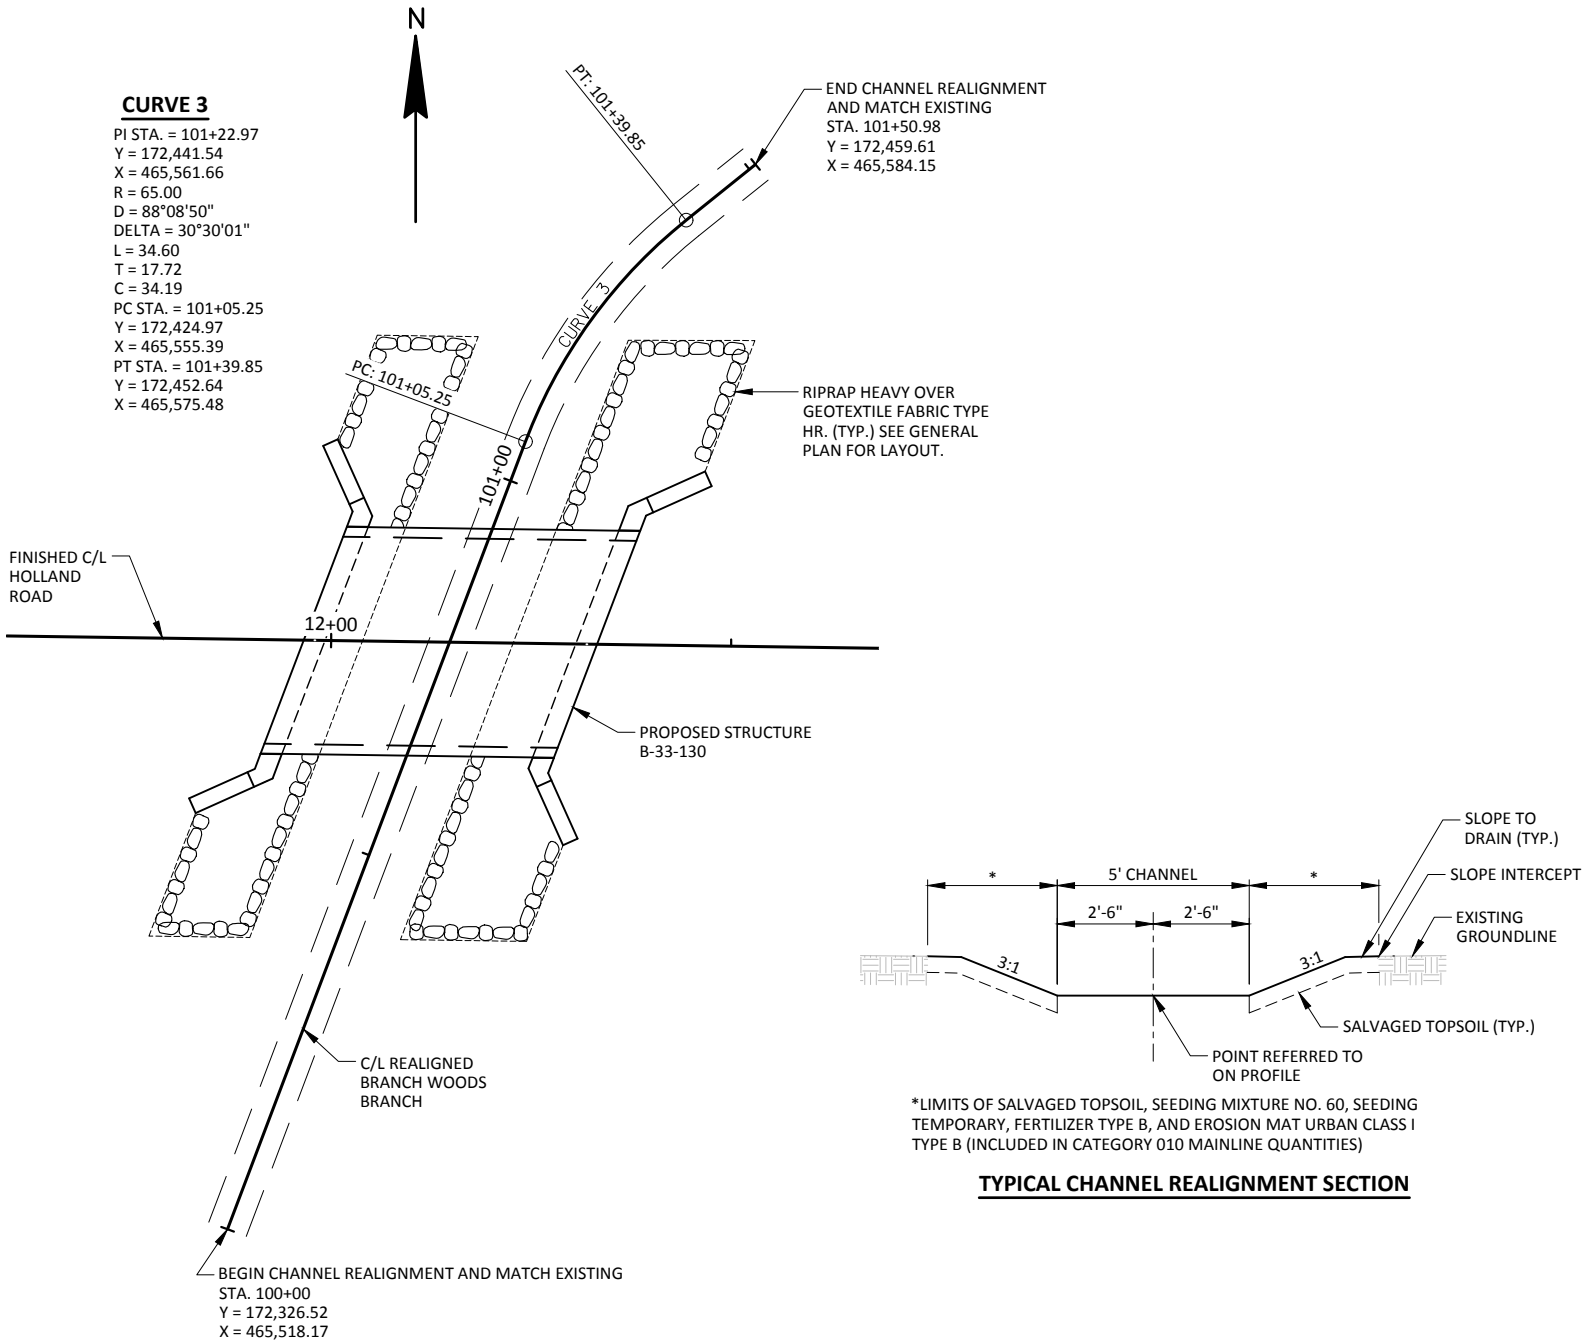 N
CURVE 3
PI STA. = 101+22.97
Y = 172,441.54
X = 465,561.66
R = 65.00
D = 88°08'50"
DELTA = 30°30'01"
L = 34.60
T = 17.72
C = 34.19
PC STA. = 101+05.25
Y = 172,424.97
X = 465,555.39
PT STA. = 101+39.85
Y = 172,452.64
X = 465,575.48
PT: 101+39.85
END CHANNEL REALIGNMENT
AND MATCH EXISTING
STA. 101+50.98
Y = 172,459.61
X = 465,584.15
CURVE 3
PC: 101+05.25
RIPRAP HEAVY OVER
GEOTEXTILE FABRIC TYPE
HR. (TYP.) SEE GENERAL
PLAN FOR LAYOUT.
101+00
FINISHED C/L
HOLLAND
ROAD
12+00
PROPOSED STRUCTURE
B-33-130
C/L REALIGNED
BRANCH WOODS
BRANCH
BEGIN CHANNEL REALIGNMENT AND MATCH EXISTING
STA. 100+00
Y = 172,326.52
X = 465,518.17
SLOPE TO
DRAIN (TYP.)
* 5' CHANNEL *
SLOPE INTERCEPT
2'-6" 2'-6"
EXISTING
GROUNDLINE
3:1 3:1
SALVAGED TOPSOIL (TYP.)
POINT REFERRED TO
ON PROFILE
*LIMITS OF SALVAGED TOPSOIL, SEEDING MIXTURE NO. 60, SEEDING
TEMPORARY, FERTILIZER TYPE B, AND EROSION MAT URBAN CLASS I
TYPE B (INCLUDED IN CATEGORY 010 MAINLINE QUANTITIES)
TYPICAL CHANNEL REALIGNMENT SECTION